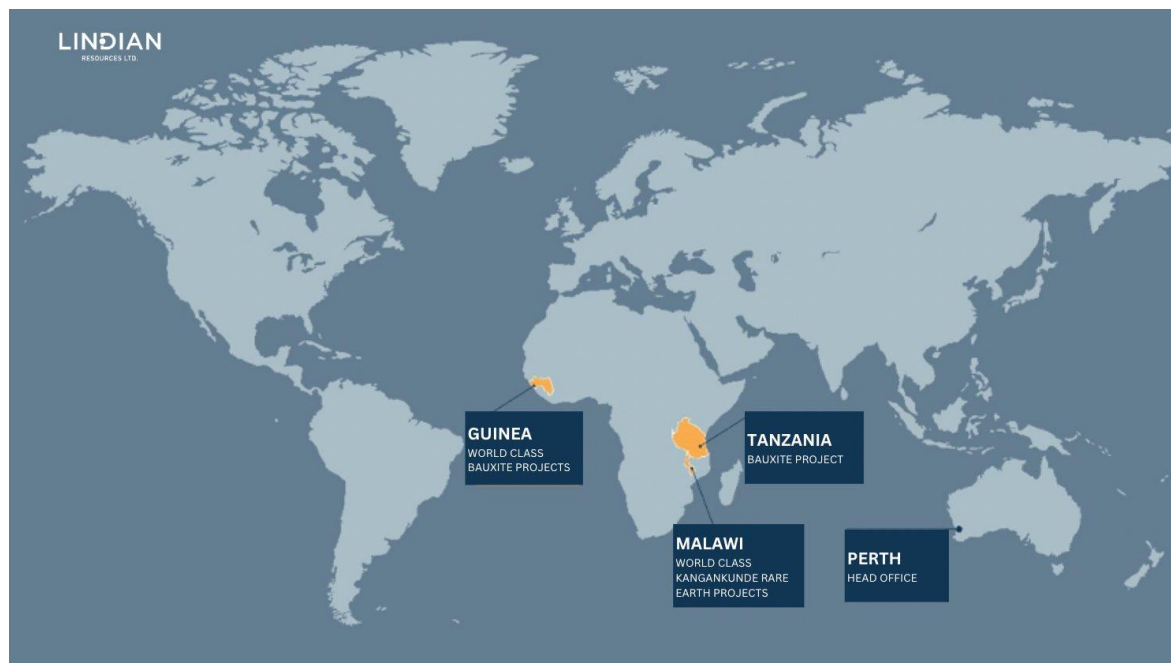 LINDIAN
RESOURCES LTD.
GUINEA
WORLD CLASS
BAUXITE PROJECTS
TANZANIA
BAUXITE PROJECT
MALAWI
WORLD CLASS
KANGANKUNDE RARE
EARTH PROJECTS
PERTH
HEAD OFFICE